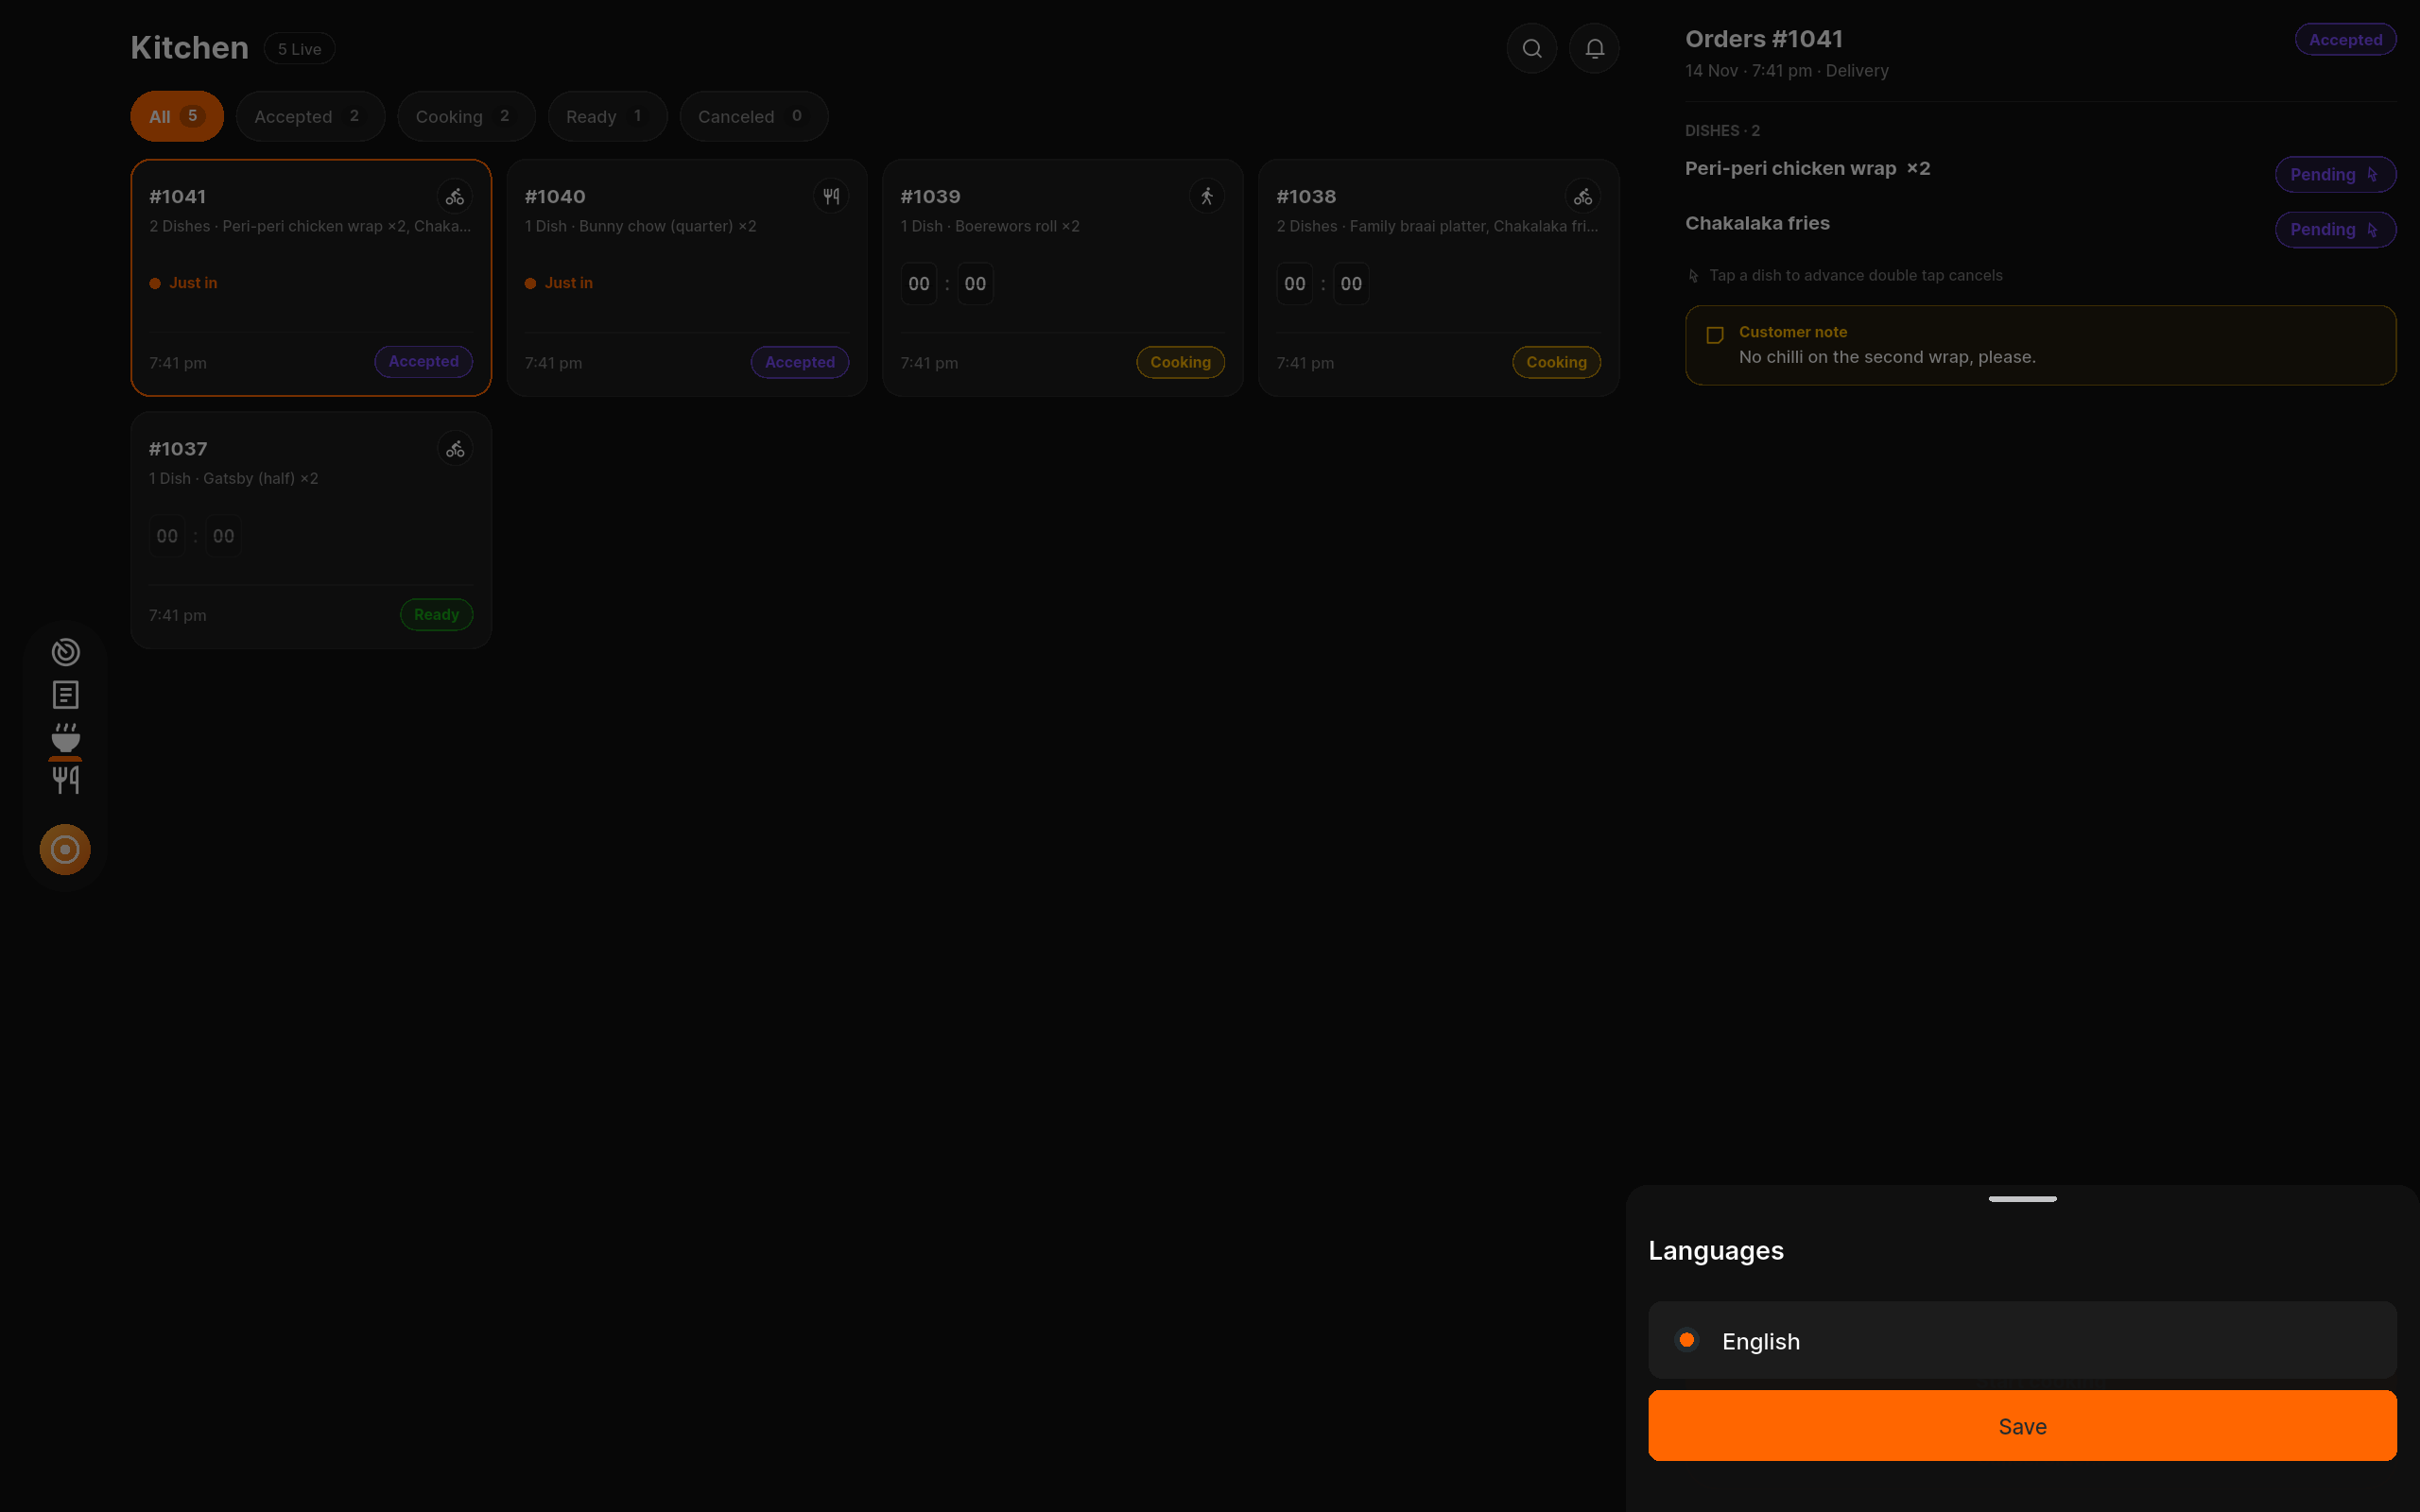 Kitchen
5 Live
All 5
Accepted 2
Cooking 2
Ready 1
Canceled 0
#1041
2 Dishes · Peri-peri chicken wrap ×2, Chaka...
Just in
7:41 pm
Accepted
#1040
1 Dish · Bunny chow (quarter) ×2
Just in
7:41 pm
Accepted
#1039
1 Dish · Boerewors roll ×2
00 : 00
7:41 pm
Cooking
#1038
2 Dishes · Family braai platter, Chakalaka fri...
00 : 00
7:41 pm
Cooking
#1037
1 Dish · Gatsby (half) ×2
00 : 00
7:41 pm
Ready
Orders #1041
Accepted
14 Nov · 7:41 pm · Delivery
DISHES · 2
Peri-peri chicken wrap ×2
Pending
Chakalaka fries
Pending
Tap a dish to advance double tap cancels
Customer note
No chilli on the second wrap, please.
Languages
English
Save